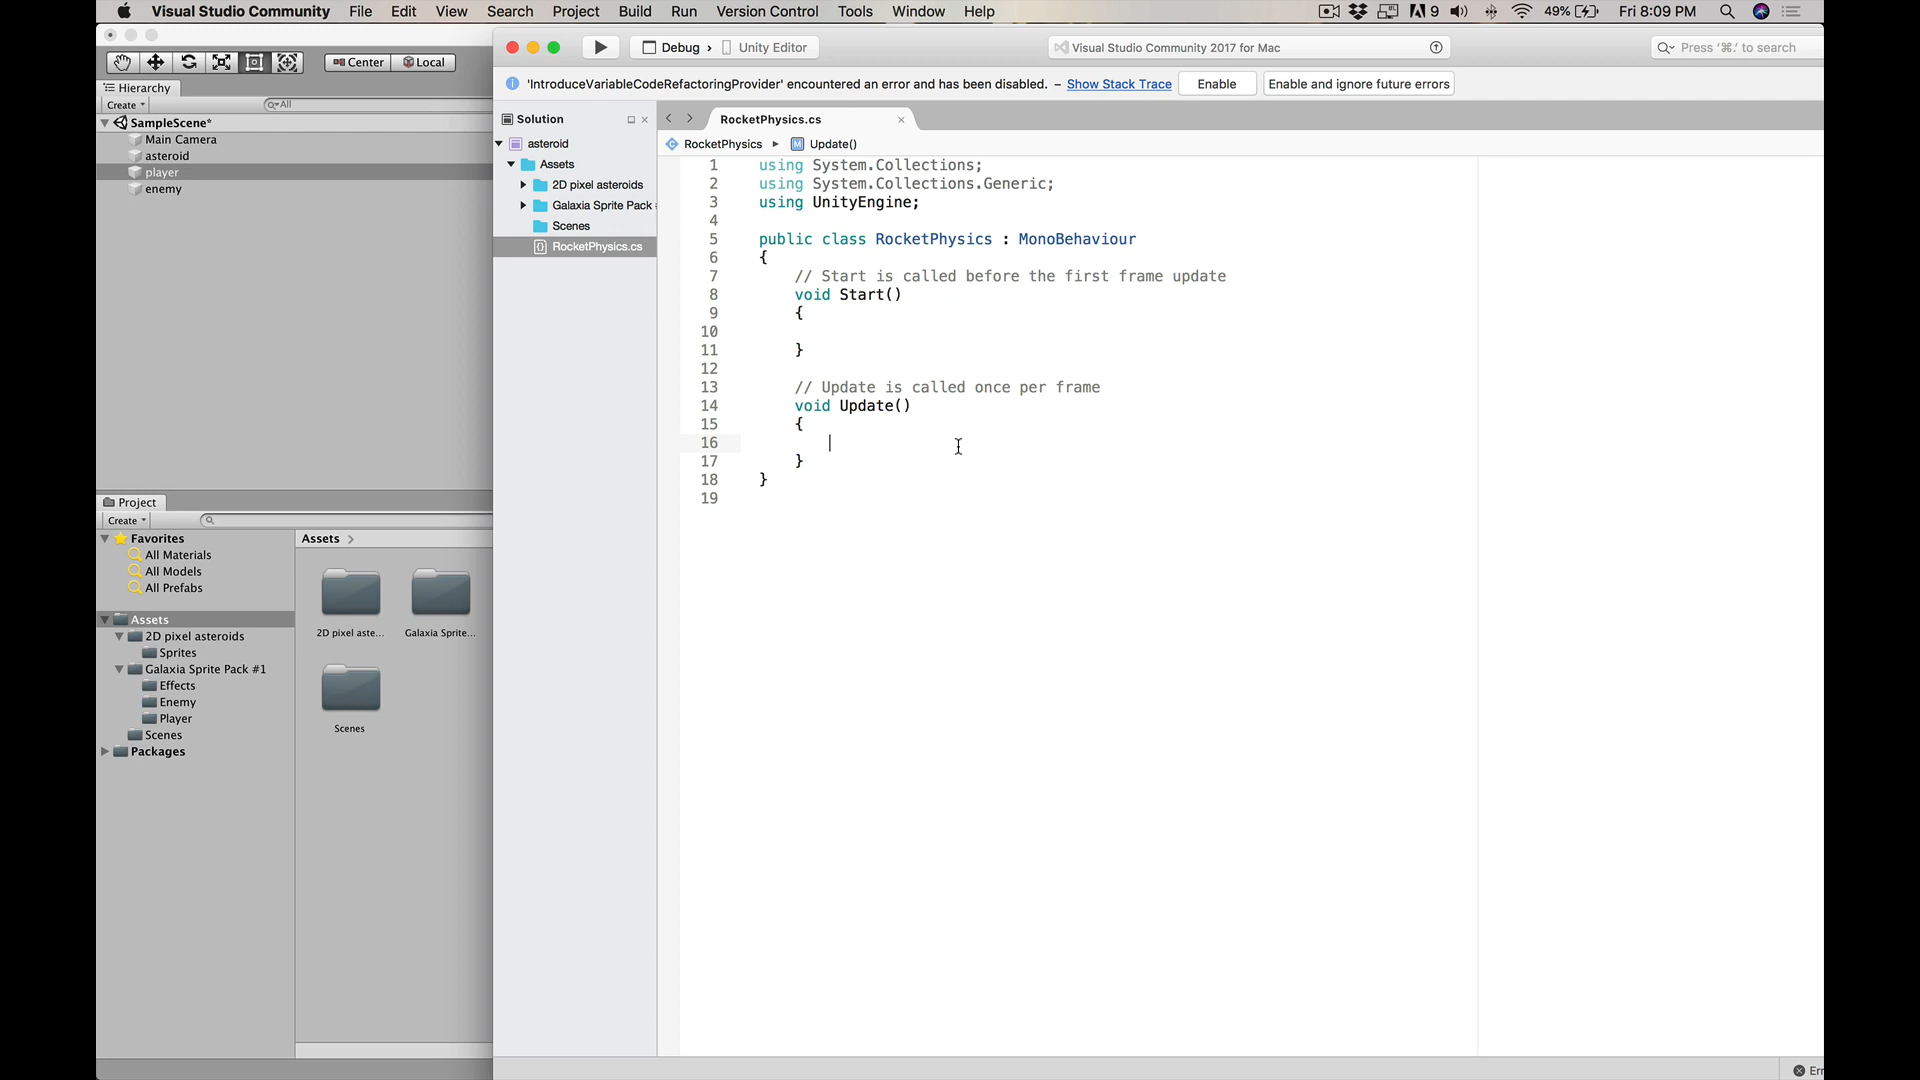 Visual Studio Community File Edit View Search Project Build Run Version Control Tools Window Help 9 49% Fri 8:09 PM
Center Local
Debug › Unity Editor
Visual Studio Community 2017 for Mac
Press '⌘.' to search
'IntroduceVariableCodeRefactoringProvider' encountered an error and has been disabled. – Show Stack Trace Enable Enable and ignore future errors
Hierarchy
Create All
SampleScene*
Main Camera
asteroid
player
enemy
Project
Create
Favorites
All Materials
All Models
All Prefabs
Assets
2D pixel asteroids
Sprites
Galaxia Sprite Pack #1
Effects
Enemy
Player
Scenes
Packages
Assets
2D pixel aste...
Galaxia Sprite...
Scenes
Solution
asteroid
Assets
2D pixel asteroids
Galaxia Sprite Pack
Scenes
RocketPhysics.cs
RocketPhysics.cs
RocketPhysics Update()
1 using System.Collections;
2 using System.Collections.Generic;
3 using UnityEngine;
4
5 public class RocketPhysics : MonoBehaviour
6 {
7 // Start is called before the first frame update
8 void Start()
9 {
10
11 }
12
13 // Update is called once per frame
14 void Update()
15 {
16
17 }
18 }
19